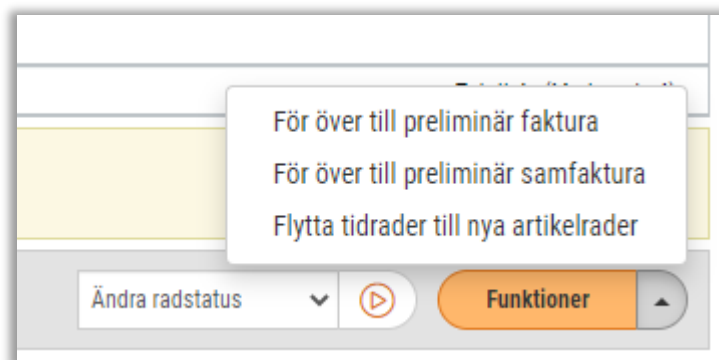 För över till preliminär faktura
För över till preliminär samfaktura
Flytta tidrader till nya artikelrader
Ändra radstatus
Funktioner